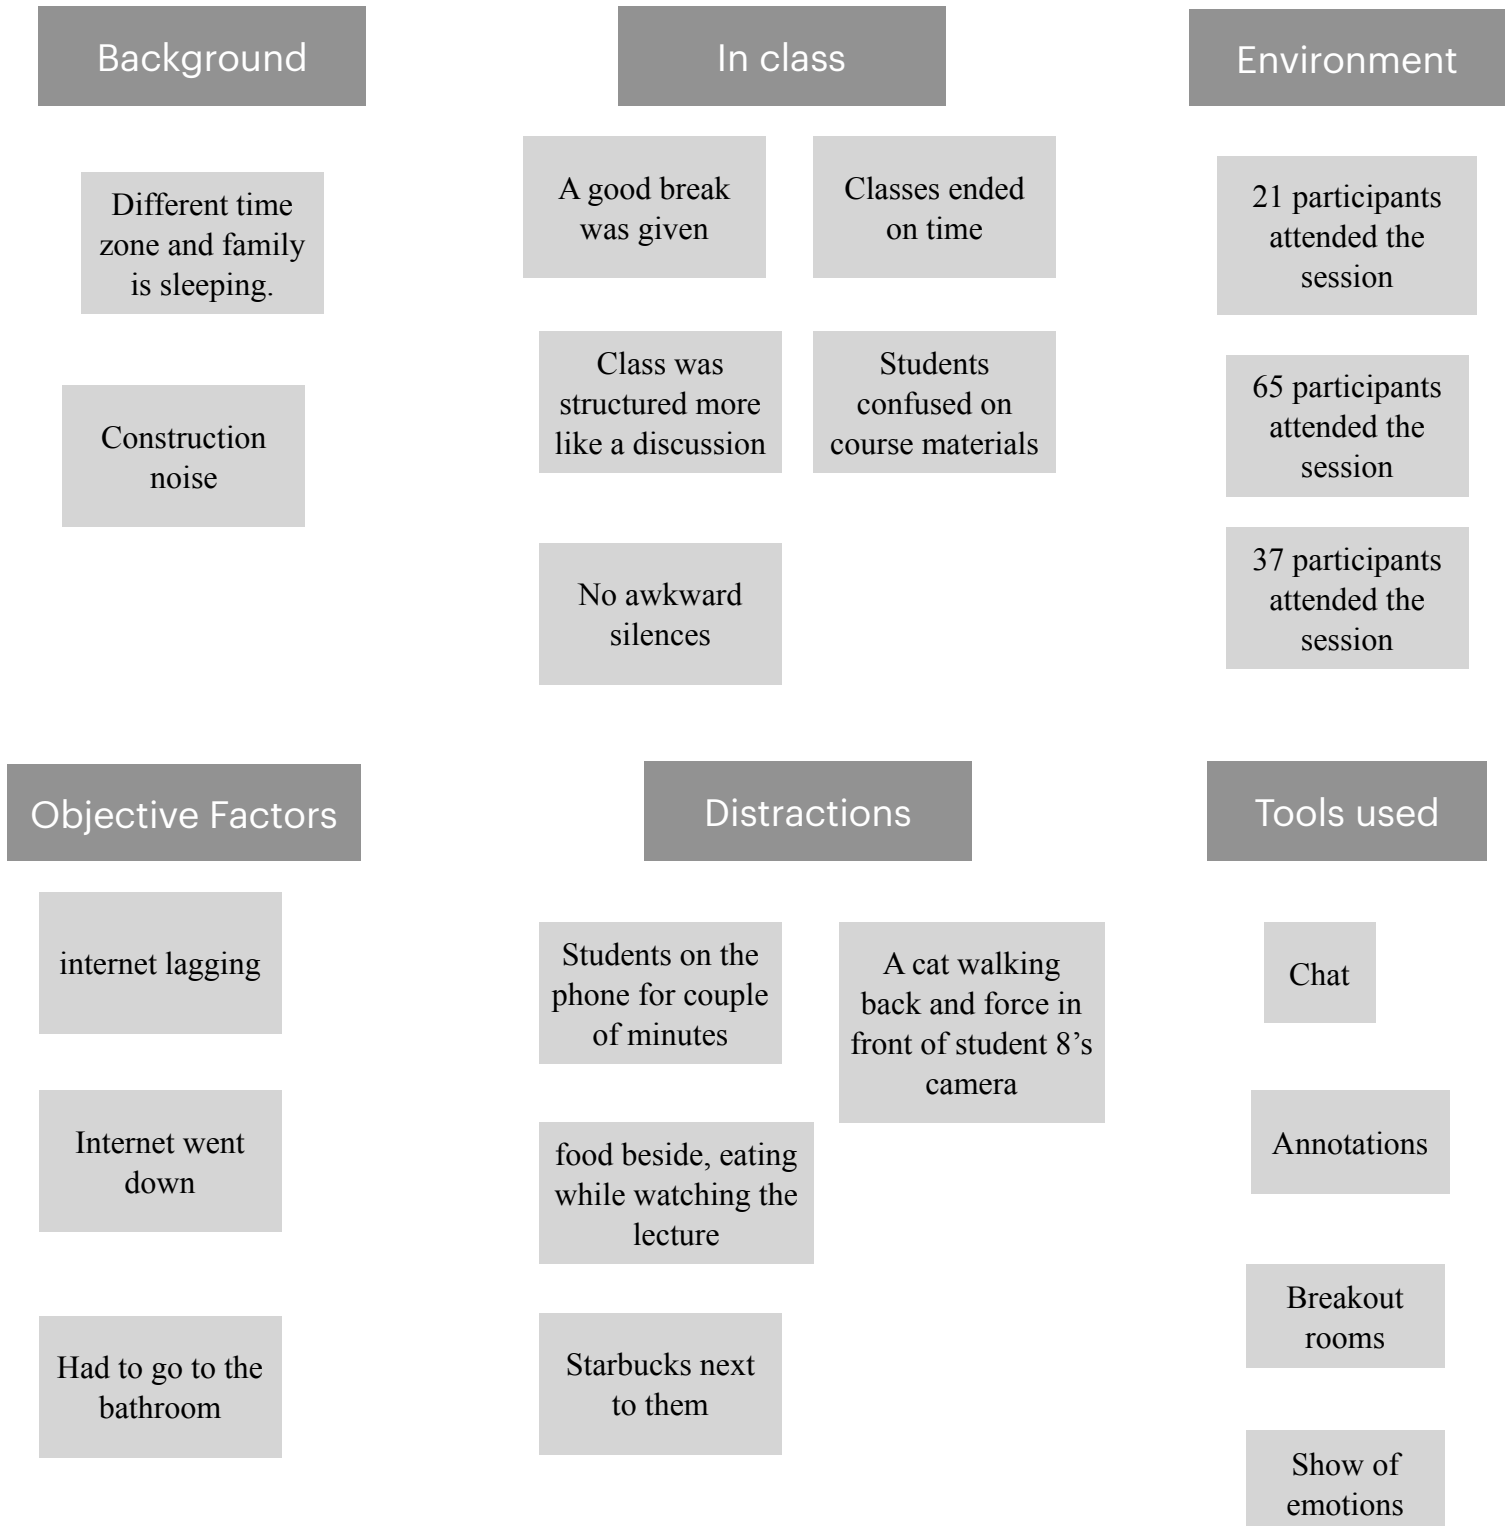 Background
Different time
zone and family
is sleeping.
Construction
noise
In class
A good break
was given
Classes ended
on time
Class was
structured more
like a discussion
Students
confused on
course materials
No awkward
silences
Environment
21 participants
attended the
session
65 participants
attended the
session
37 participants
attended the
session
Objective Factors
internet lagging
Internet went
down
Had to go to the
bathroom
Distractions
Students on the
phone for couple
of minutes
A cat walking
back and force in
front of student 8’s
camera
food beside, eating
while watching the
lecture
Starbucks next
to them
Tools used
Chat
Annotations
Breakout
rooms
Show of
emotions